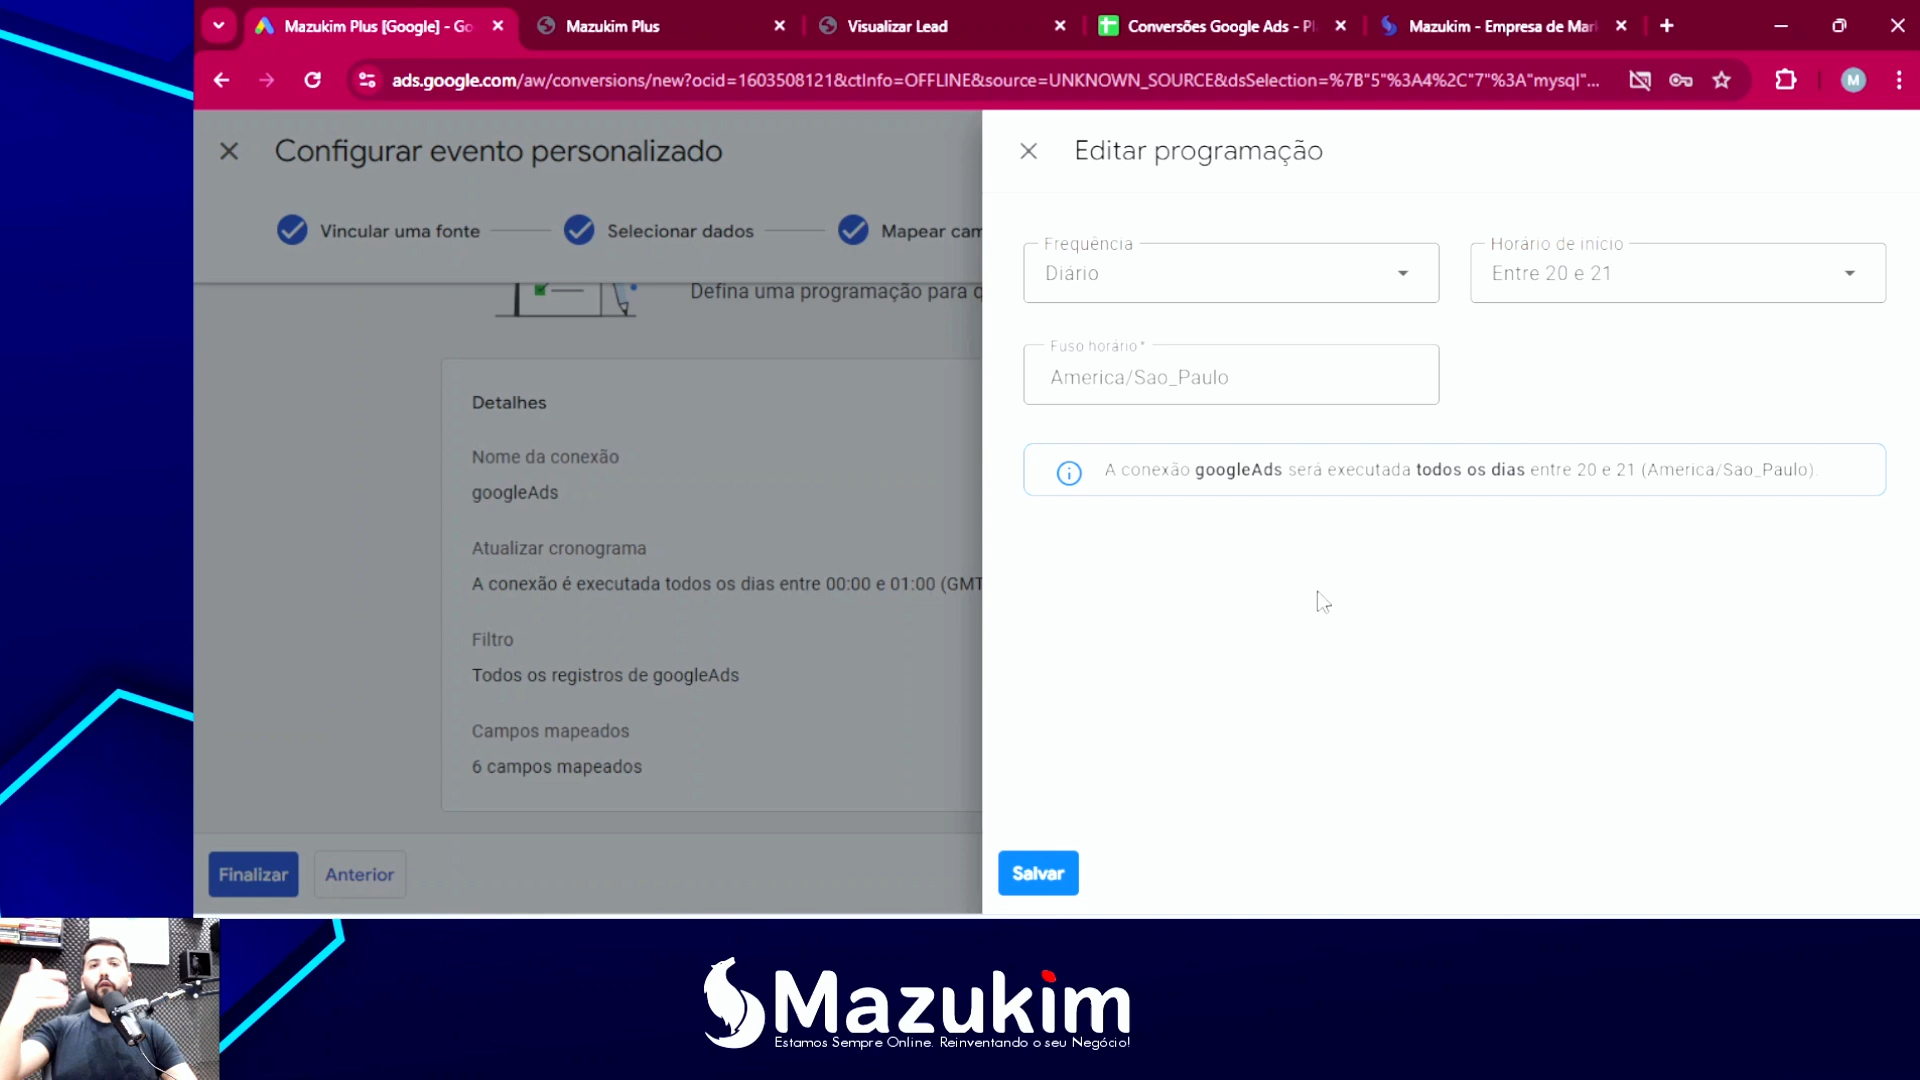 Mazukim Plus [Google] - Go
Mazukim Plus
Visualizar Lead
Conversões Google Ads - Pl
Mazukim - Empresa de Mar
ads.google.com/aw/conversions/new?ocid=1603508121&ctInfo=OFFLINE&source=UNKNOWN_SOURCE&dsSelection=%7B"5"%3A4%2C"7"%3A"mysql"...
M
Configurar evento personalizado
Vincular uma fonte
Selecionar dados
Mapear cam
Defina uma programação para q
Detalhes
Nome da conexão
googleAds
Atualizar cronograma
A conexão é executada todos os dias entre 00:00 e 01:00 (GMT
Filtro
Todos os registros de googleAds
Campos mapeados
6 campos mapeados
Finalizar
Anterior
Editar programação
Frequência
Diário
Horário de início
Entre 20 e 21
Fuso horário*
America/Sao_Paulo
A conexão googleAds será executada todos os dias entre 20 e 21 (America/Sao_Paulo).
Salvar
Mazukim
Estamos Sempre Online. Reinventando o seu Negócio!